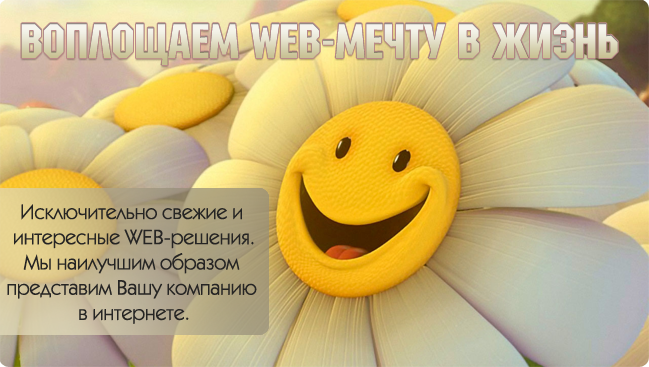 ВОПЛОЩАЕМ WEB-МЕЧТУ В ЖИЗНЬ
Исключительно свежие и
интересные WEB-решения.
Мы наилучшим образом
представим Вашу компанию
в интернете.